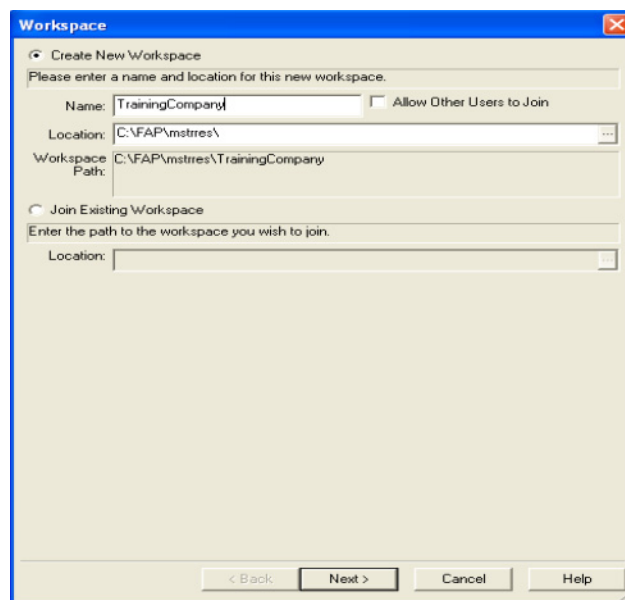 Workspace
Create New Workspace
Please enter a name and location for this new workspace.
Name: TrainingCompany Allow Other Users to Join
Location: C:\FAP\mstrres\ ...
Workspace Path: C:\FAP\mstrres\TrainingCompany
Join Existing Workspace
Enter the path to the workspace you wish to join.
Location: ...
< Back Next > Cancel Help